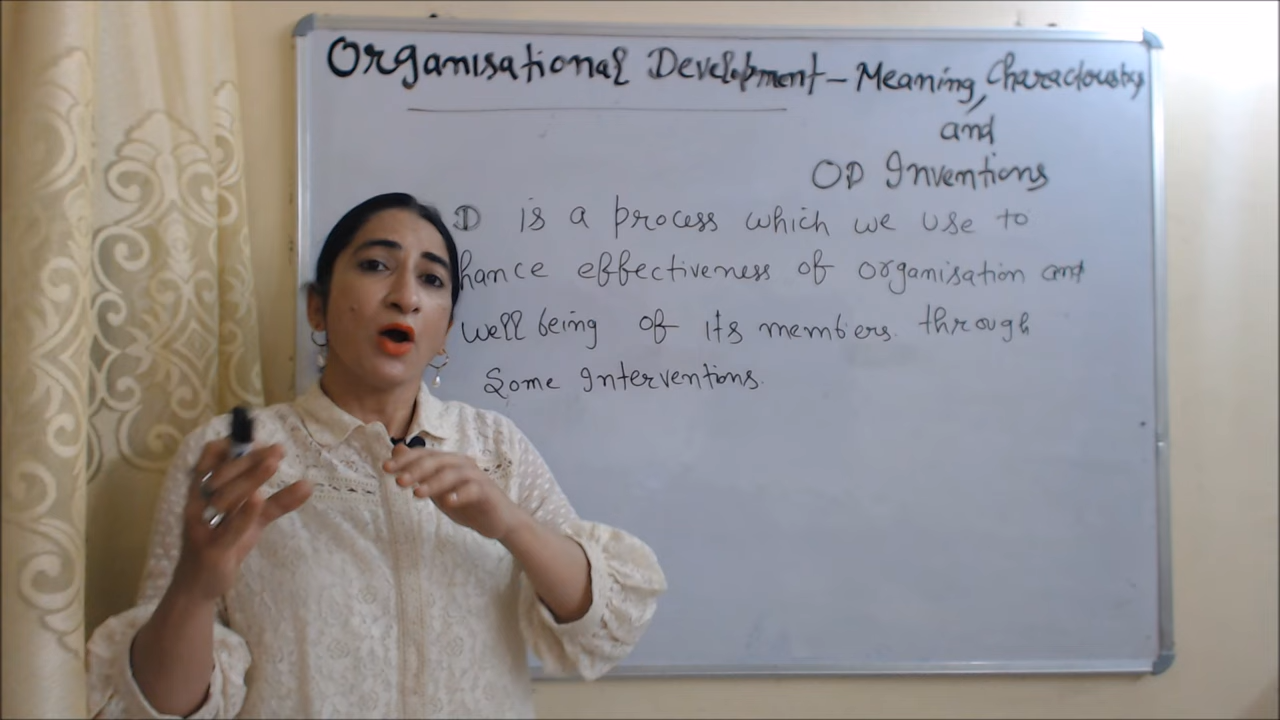 Organisational Development - Meaning, Characteristics
and
OD Inventions
D is a process which we use to
hance effectiveness of organisation and
well being of its members. through
Some Interventions.